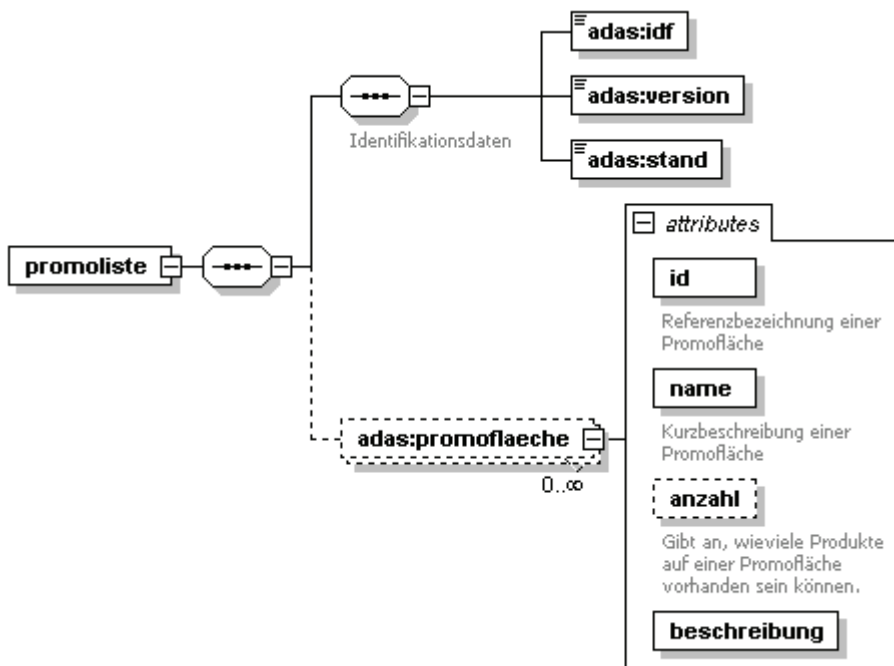 adas:idf
adas:version
Identifikationsdaten
adas:stand
attributes
promoliste
id
Referenzbezeichnung einer
Promofläche
name
adas:promoflaeche
Kurzbeschreibung einer
Promofläche
0..∞
anzahl
Gibt an, wieviele Produkte
auf einer Promofläche
vorhanden sein können.
beschreibung